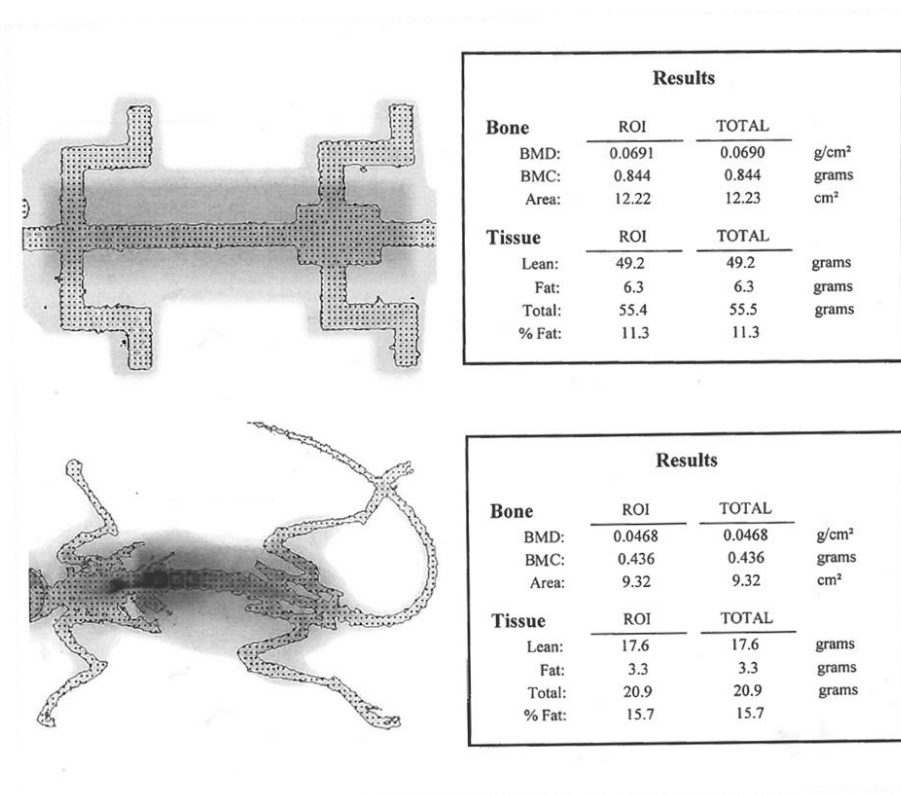 Results
Bone ROI TOTAL
BMD: 0.0691 0.0690 g/cm²
BMC: 0.844 0.844 grams
Area: 12.22 12.23 cm²
Tissue ROI TOTAL
Lean: 49.2 49.2 grams
Fat: 6.3 6.3 grams
Total: 55.4 55.5 grams
% Fat: 11.3 11.3
Results
Bone ROI TOTAL
BMD: 0.0468 0.0468 g/cm²
BMC: 0.436 0.436 grams
Area: 9.32 9.32 cm²
Tissue ROI TOTAL
Lean: 17.6 17.6 grams
Fat: 3.3 3.3 grams
Total: 20.9 20.9 grams
% Fat: 15.7 15.7